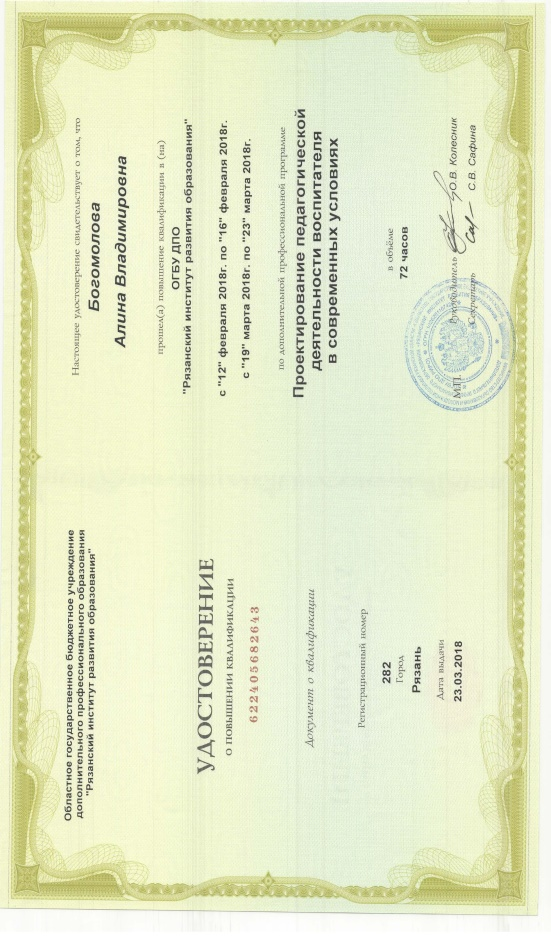 Областное государственное бюджетное учреждение
дополнительного профессионального образования
"Рязанский институт развития образования"
УДОСТОВЕРЕНИЕ
О ПОВЫШЕНИИ КВАЛИФИКАЦИИ
622405682643
Документ о квалификации
Регистрационный номер
282
Город
Рязань
Дата выдачи
23.03.2018
Настоящее удостоверение свидетельствует о том, что
Богомолова
Алина Владимировна
прошел(а) повышение квалификации в (на)
ОГБУ ДПО
"Рязанский институт развития образования"
с "12" февраля 2018г. по "16" февраля 2018г.
с "19" марта 2018г. по "23" марта 2018г.
по дополнительной профессиональной программе
Проектирование педагогической
деятельности воспитателя
в современных условиях
в объёме
72 часов
Руководитель О.В. Колесник
М.П. Секретарь С.В. Сафина